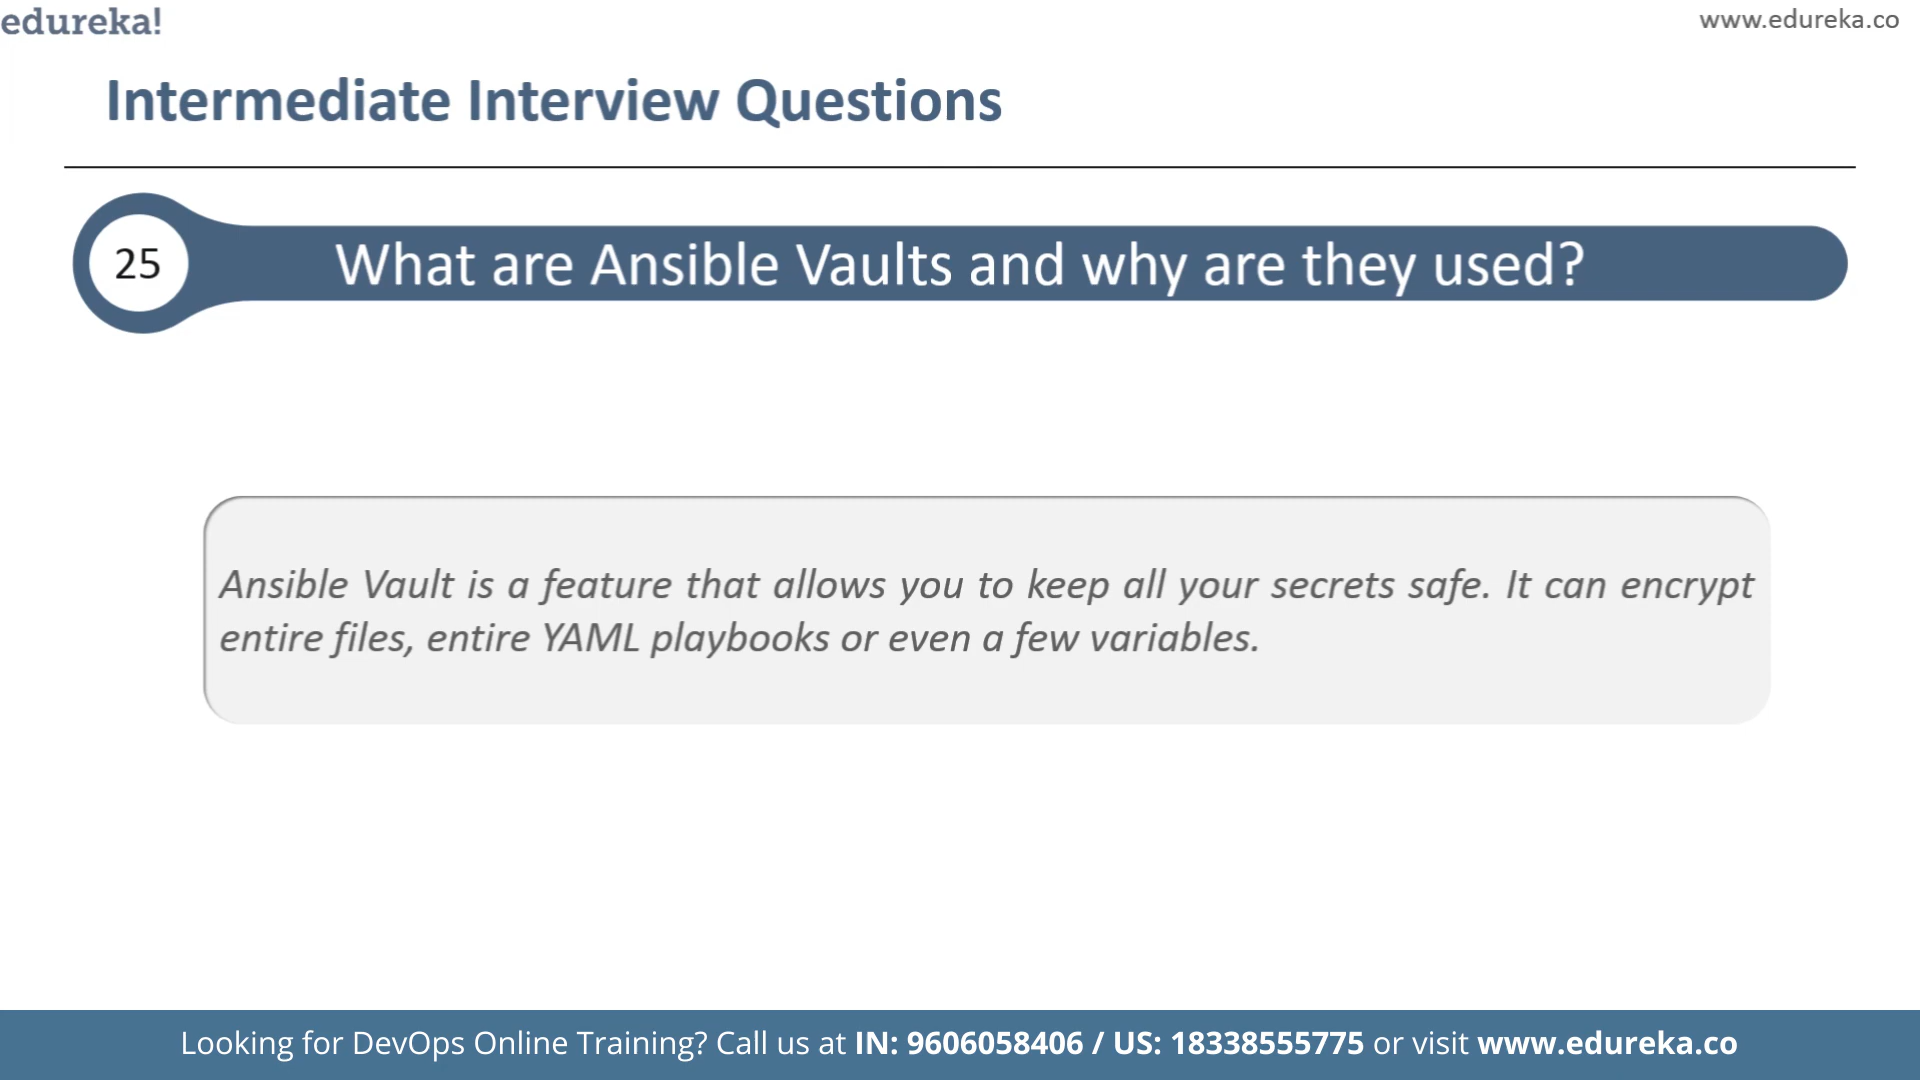 edureka!
www.edureka.co
Intermediate Interview Questions
25
What are Ansible Vaults and why are they used?
Ansible Vault is a feature that allows you to keep all your secrets safe. It can encrypt
entire files, entire YAML playbooks or even a few variables.
Looking for DevOps Online Training? Call us at IN: 9606058406 / US: 18338555775 or visit www.edureka.co